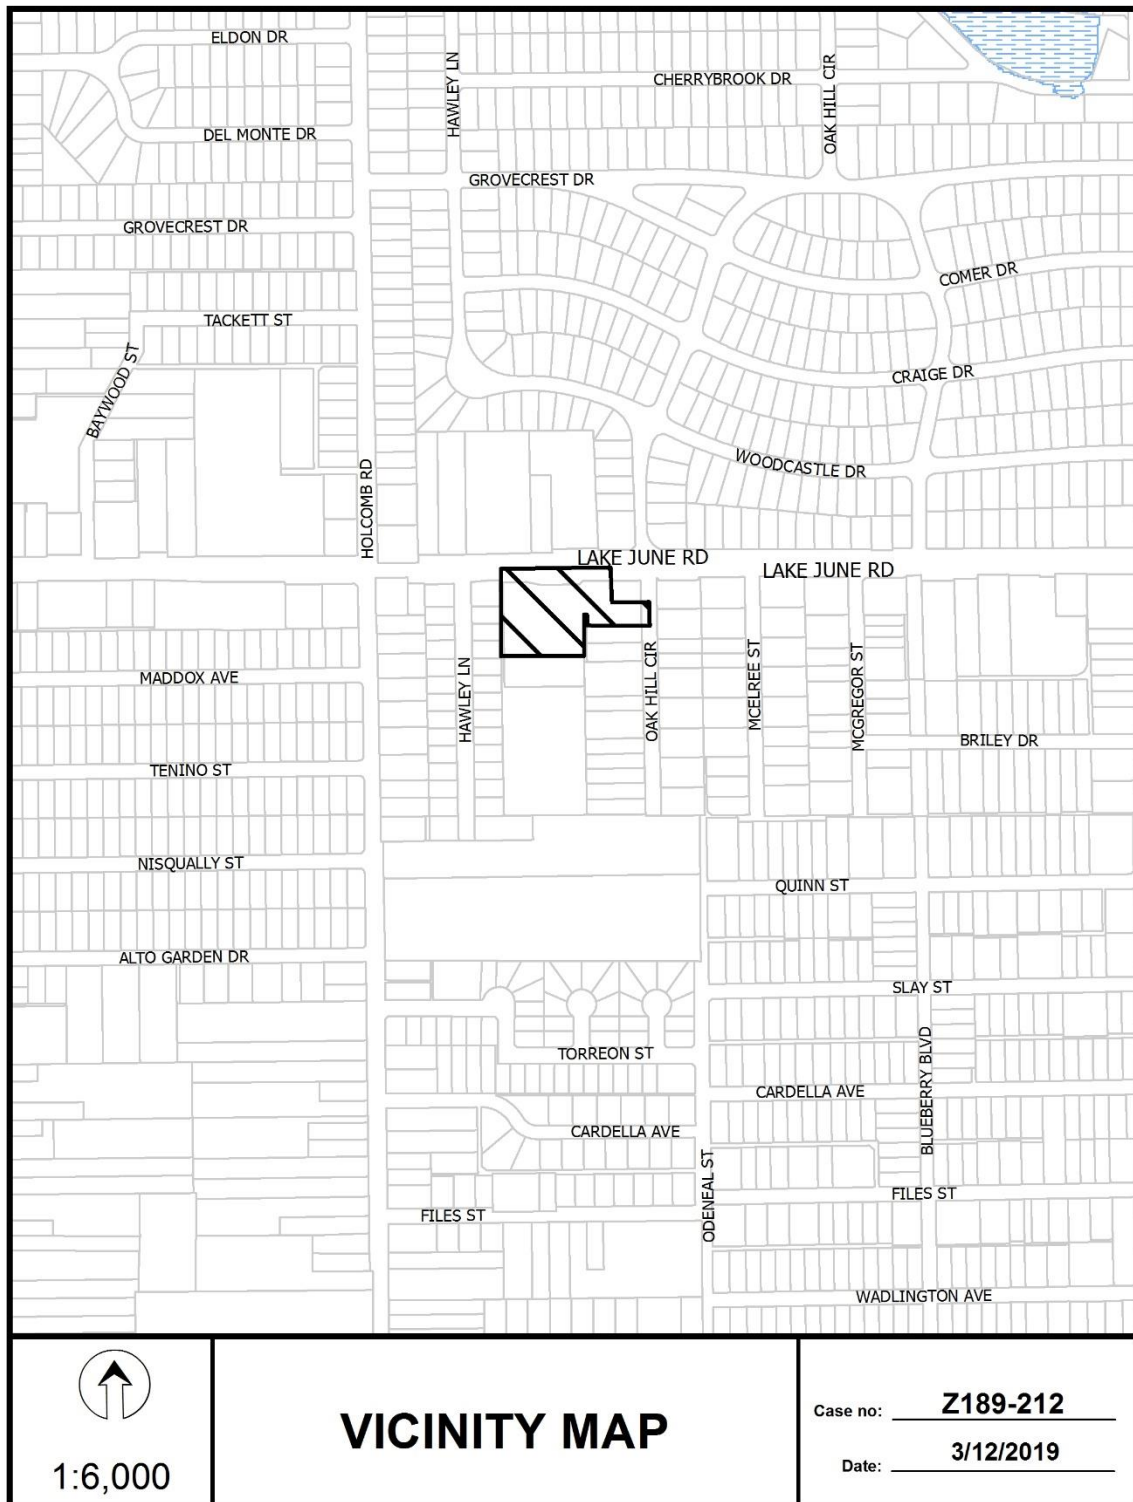 ELDON DR
HAWLEY LN
CHERRYBROOK DR
OAK HILL CIR
DEL MONTE DR
GROVECREST DR
GROVECREST DR
COMER DR
TACKETT ST
BAYWOOD ST
CRAIGE DR
WOODCASTLE DR
HOLCOMB RD
LAKE JUNE RD
LAKE JUNE RD
MADDOX AVE
HAWLEY LN
OAK HILL CIR
MCELREE ST
MCGREGOR ST
BRILEY DR
TENINO ST
NISQUALLY ST
QUINN ST
ALTO GARDEN DR
SLAY ST
TORREON ST
BLUEBERRY BLVD
CARDELLA AVE
CARDELLA AVE
ODENEAL ST
FILES ST
FILES ST
WADLINGTON AVE
1:6,000
VICINITY MAP
Case no: Z189-212
Date: 3/12/2019